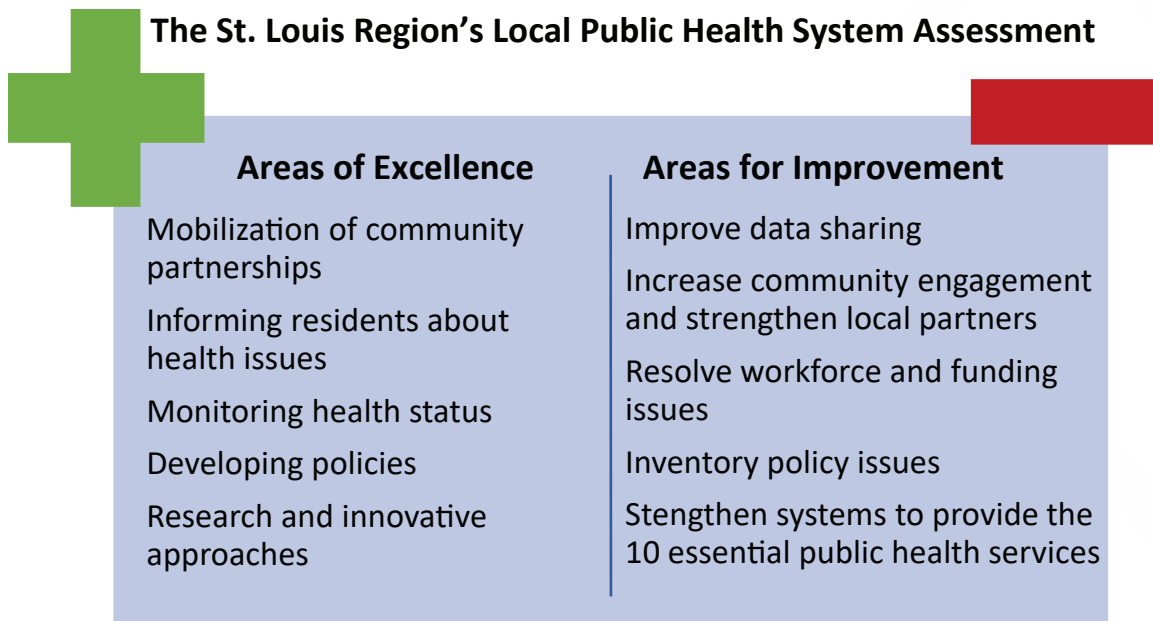 The St. Louis Region's Local Public Health System Assessment
Areas of Excellence
Mobilization of community
partnerships
Informing residents about
health issues
Monitoring health status
Developing policies
Research and innovative
approaches
Areas for Improvement
Improve data sharing
Increase community engagement
and strengthen local partners
Resolve workforce and funding
issues
Inventory policy issues
Stengthen systems to provide the
10 essential public health services